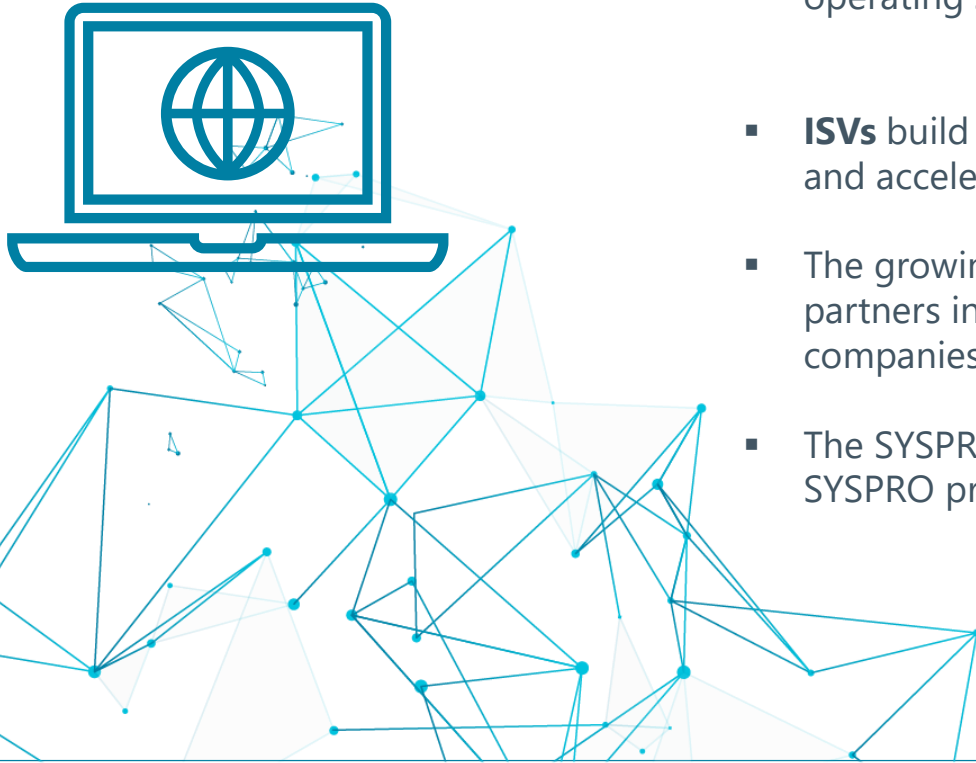 operating
▪ ISVs build
and accele
▪ The growin
partners in
companies
▪ The SYSPR
SYSPRO pr